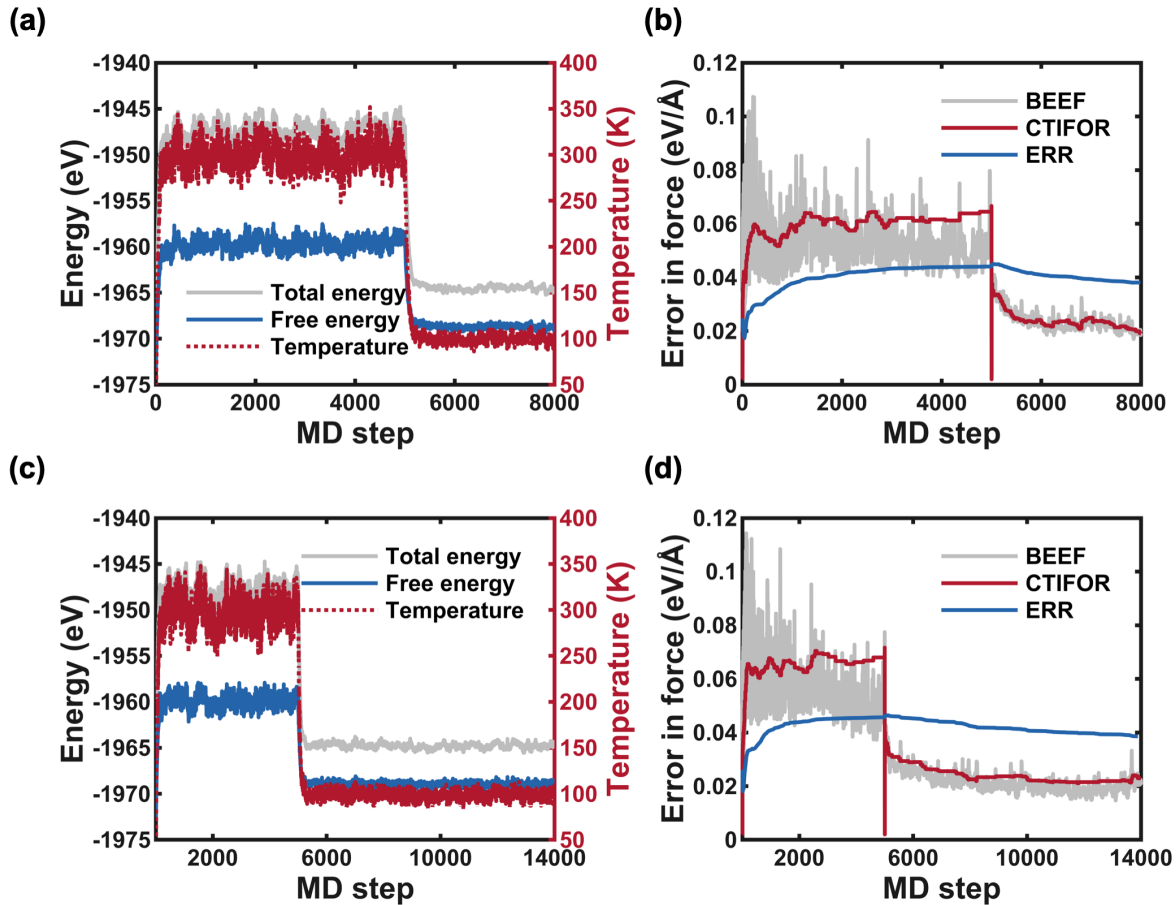 (a)
-1940
-1945
-1950
-1955
-1960
-1965
-1970
-1975
Energy (eV)
400
350
300
250
200
150
100
50
Temperature (K)
Total energy
Free energy
Temperature
0 2000 4000 6000 8000
MD step
(b)
0.12
0.1
0.08
0.06
0.04
0.02
0
Error in force (eV/Å)
BEEF
CTIFOR
ERR
0 2000 4000 6000 8000
MD step
(c)
-1940
-1945
-1950
-1955
-1960
-1965
-1970
-1975
Energy (eV)
400
350
300
250
200
150
100
50
Temperature (K)
Total energy
Free energy
Temperature
2000 6000 10000 14000
MD step
(d)
0.12
0.1
0.08
0.06
0.04
0.02
0
Error in force (eV/Å)
BEEF
CTIFOR
ERR
2000 6000 10000 14000
MD step